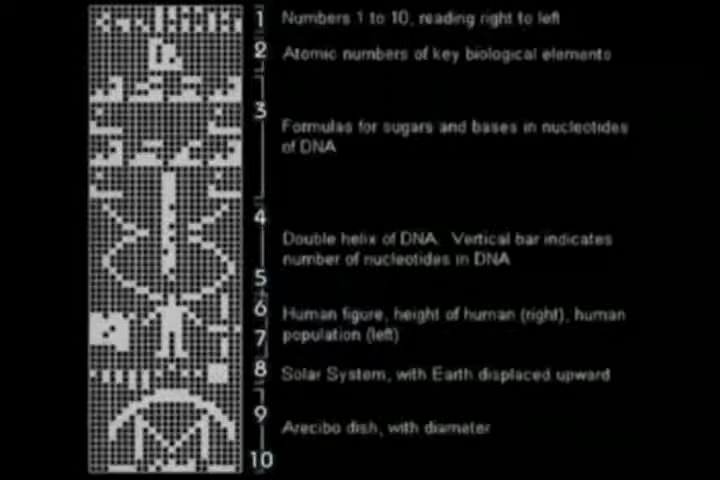 1 Numbers 1 to 10, reading right to left
2 Atomic numbers of key biological elements
3
Formulas for sugars and bases in nucleotides
of DNA
4
Double helix of DNA. Vertical bar indicates
number of nucleotides in DNA
5
6 Human figure, height of human (right), human
7 population (left)
8 Solar System, with Earth displaced upward
9
Arecibo dish, with diameter
10